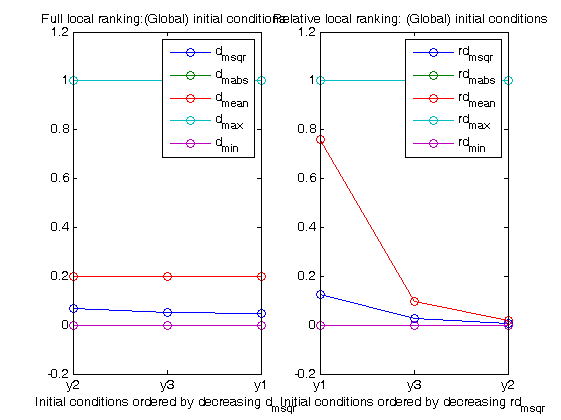 Full local ranking:(Global) initial conditions
Relative local ranking: (Global) initial conditions
1.2
1
0.8
0.6
0.4
0.2
0
-0.2
y2 y3 y1
Initial conditions ordered by decreasing d_msqr
d_msqr
d_mabs
d_mean
d_max
d_min
1.2
1
0.8
0.6
0.4
0.2
0
-0.2
y1 y3 y2
Initial conditions ordered by decreasing rd_msqr
rd_msqr
rd_mabs
rd_mean
rd_max
rd_min